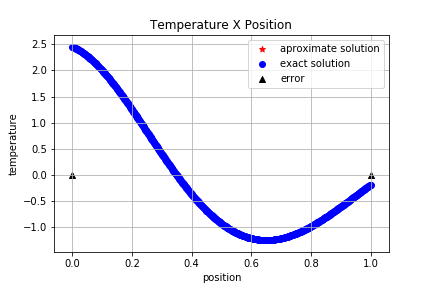 Temperature X Position
aproximate solution
exact solution
error
temperature
2.5
2.0
1.5
1.0
0.5
0.0
−0.5
−1.0
0.0 0.2 0.4 0.6 0.8 1.0
position